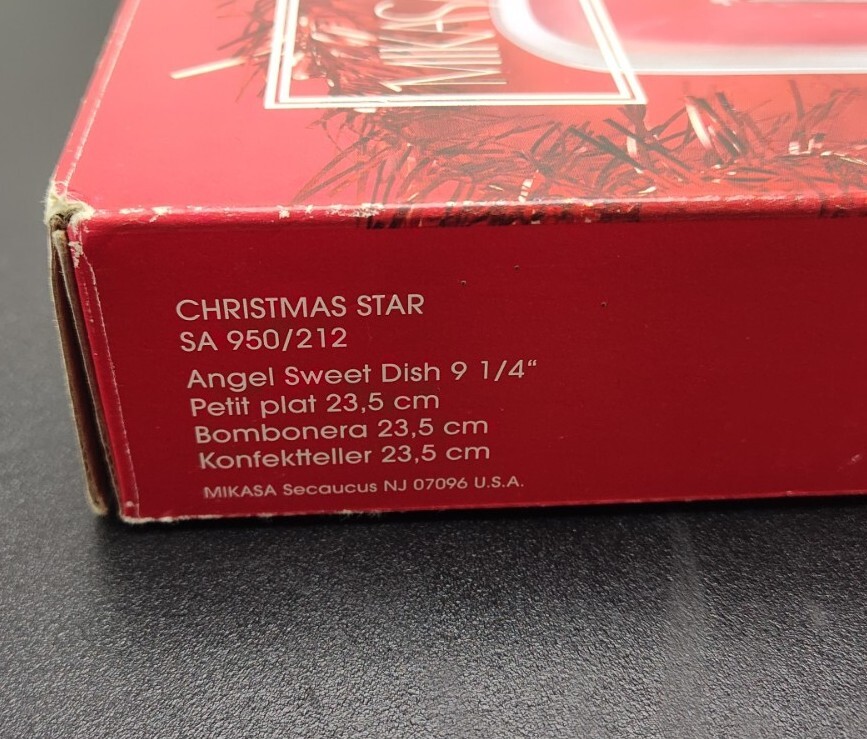 MIKAS
CHRISTMAS STAR
SA 950/212
Angel Sweet Dish 9 1/4“
Petit plat 23,5 cm
Bombonera 23,5 cm
Konfektteller 23,5 cm
MIKASA Secaucus NJ 07096 U.S.A.